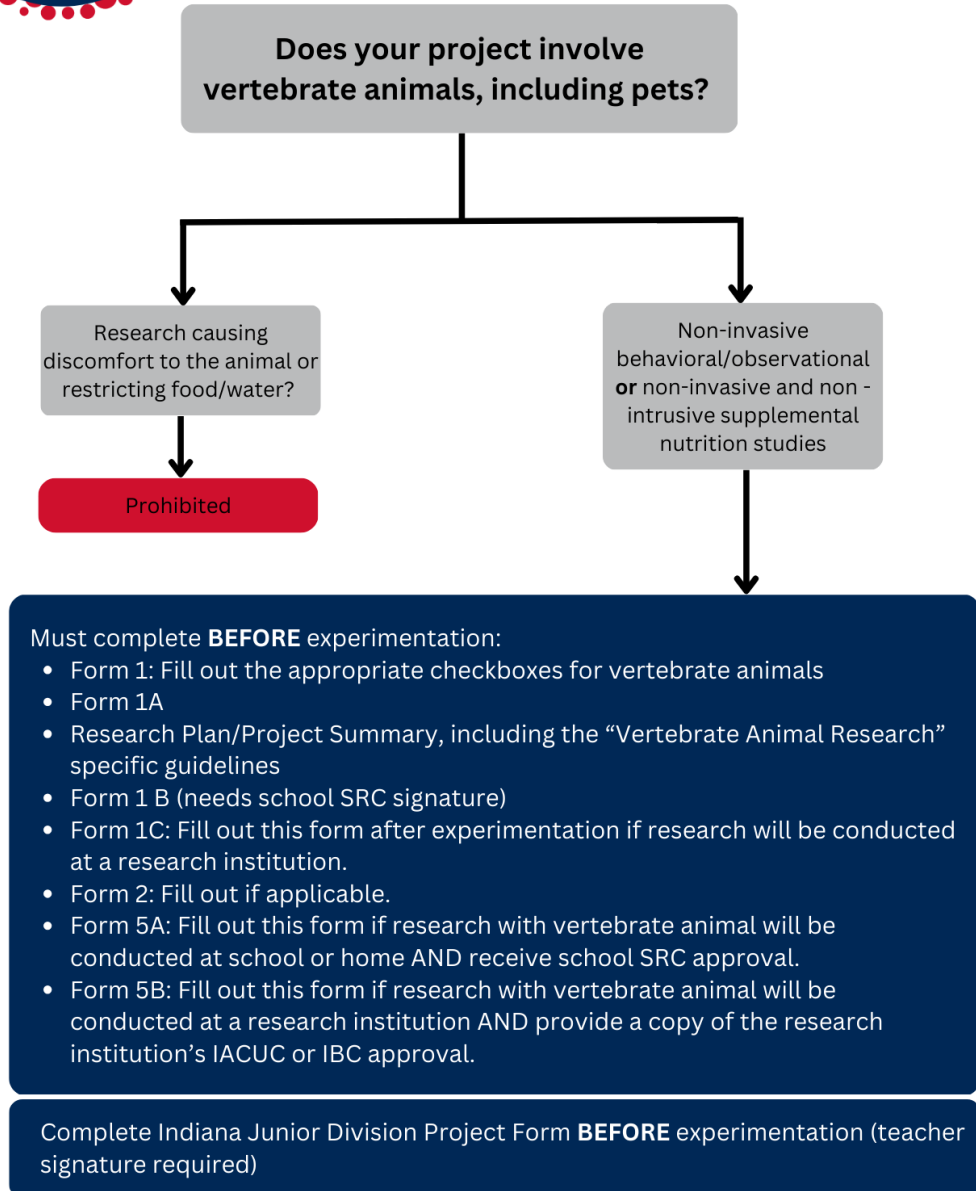 Does your project involve
vertebrate animals, including pets?
Research causing
discomfort to the animal or
restricting food/water?
Prohibited
Non-invasive
behavioral/observational
or non-invasive and non -
intrusive supplemental
nutrition studies
Must complete BEFORE experimentation:
• Form 1: Fill out the appropriate checkboxes for vertebrate animals
• Form 1A
• Research Plan/Project Summary, including the “Vertebrate Animal Research”
specific guidelines
• Form 1 B (needs school SRC signature)
• Form 1C: Fill out this form after experimentation if research will be conducted
at a research institution.
• Form 2: Fill out if applicable.
• Form 5A: Fill out this form if research with vertebrate animal will be
conducted at school or home AND receive school SRC approval.
• Form 5B: Fill out this form if research with vertebrate animal will be
conducted at a research institution AND provide a copy of the research
institution’s IACUC or IBC approval.
Complete Indiana Junior Division Project Form BEFORE experimentation (teacher
signature required)